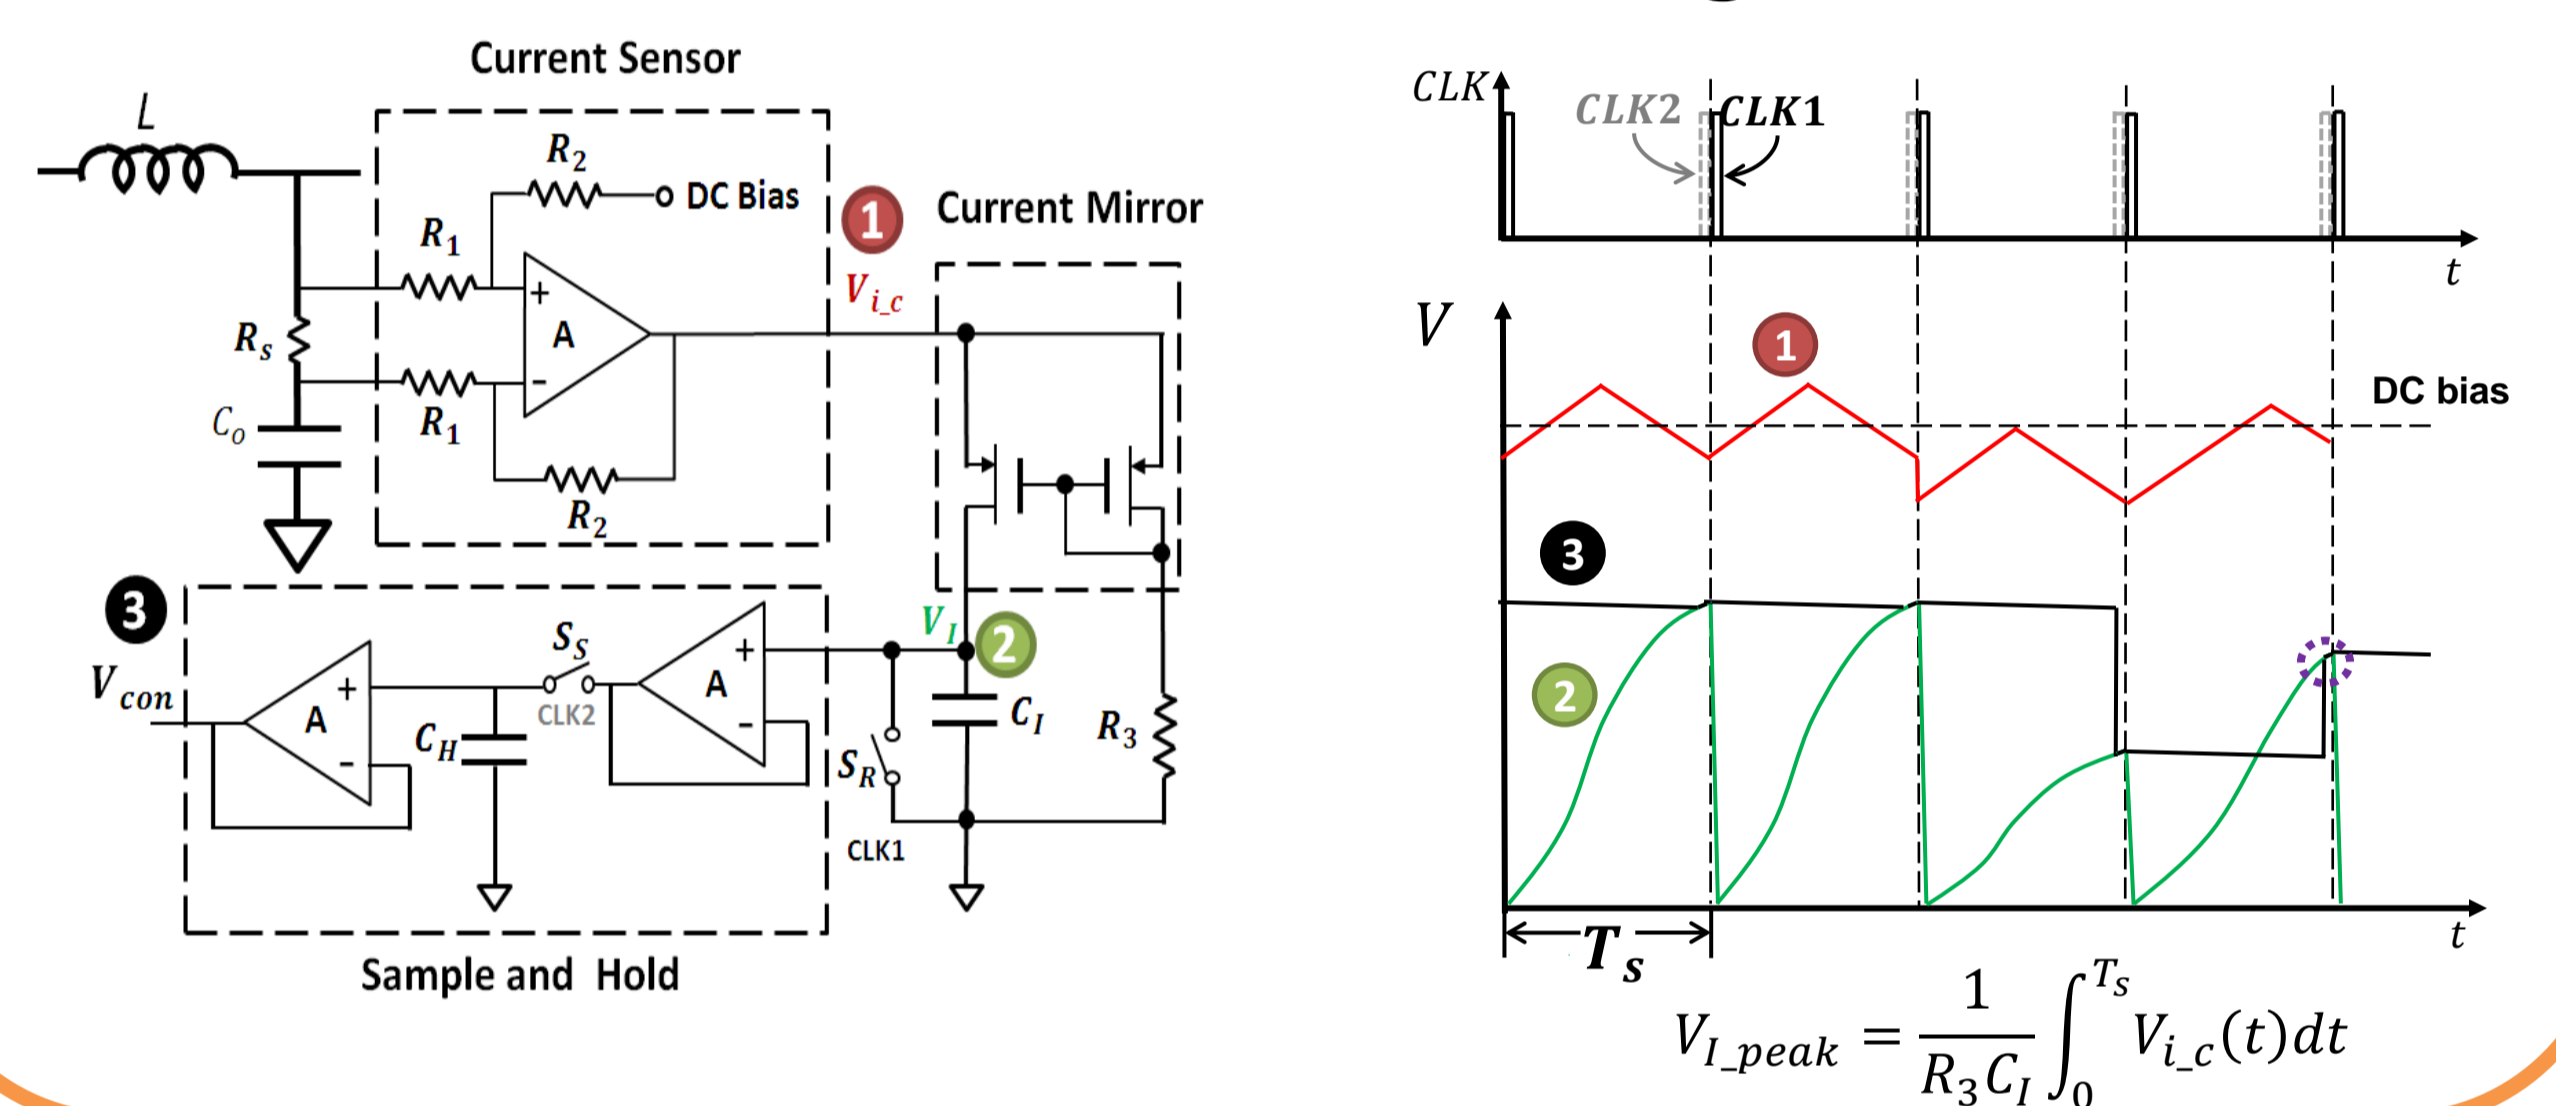 Current Sensor
L
R2
DC Bias
R1
+
A
-
Rs
R1
Co
R2
1
Vi_c
Current Mirror
3
Vcon
+
A
-
SS
CLK2
CH
+
A
-
VI
2
CI
SR
CLK1
R3
Sample and Hold
CLK
CLK2
CLK1
t
V
1
DC bias
3
2
Ts
t
VI_peak = 1/(R3CI) ∫0^Ts Vi_c(t)dt